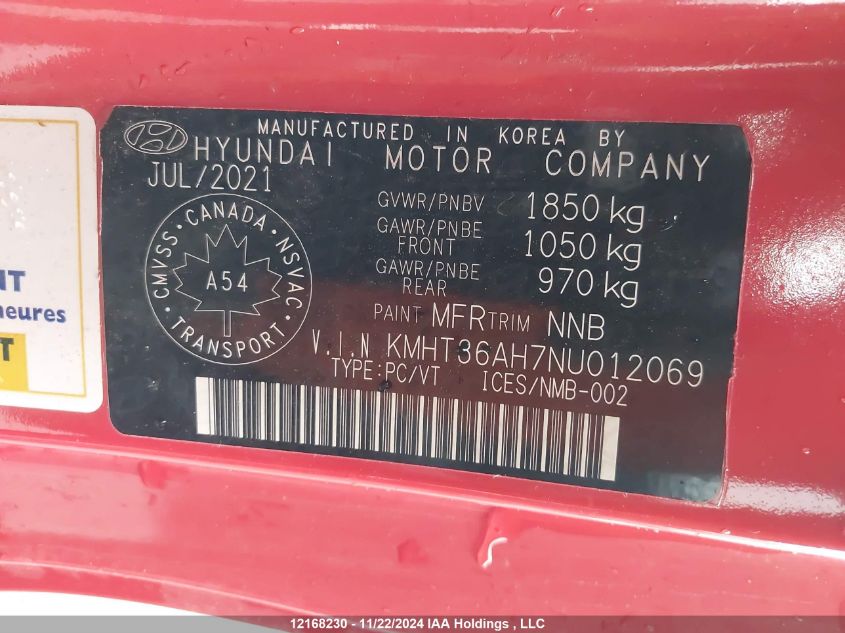 MANUFACTURED IN KOREA BY
HYUNDAI MOTOR COMPANY
JUL/2021
GVWR/PNBV 1850 kg
GAWR/PNBE FRONT 1050 kg
GAWR/PNBE REAR 970 kg
CMVSS · CANADA · NSVAC · TRANSPORT ·
A54
PAINT MFR TRIM NNB
V.I.N KMHT36AH7NU012069
TYPE:PC/VT ICES/NMB-002
NT
eures
T
12168230 - 11/22/2024 IAA Holdings , LLC